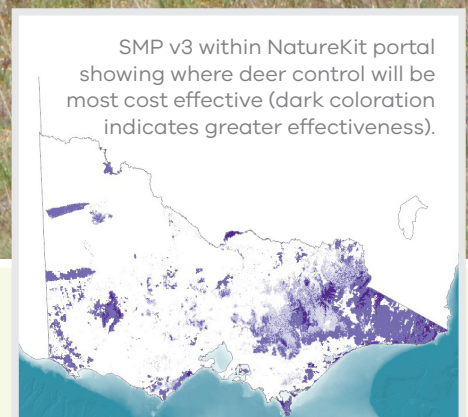 SMP v3 within NatureKit portal
showing where deer control will be
most cost effective (dark coloration
indicates greater effectiveness).